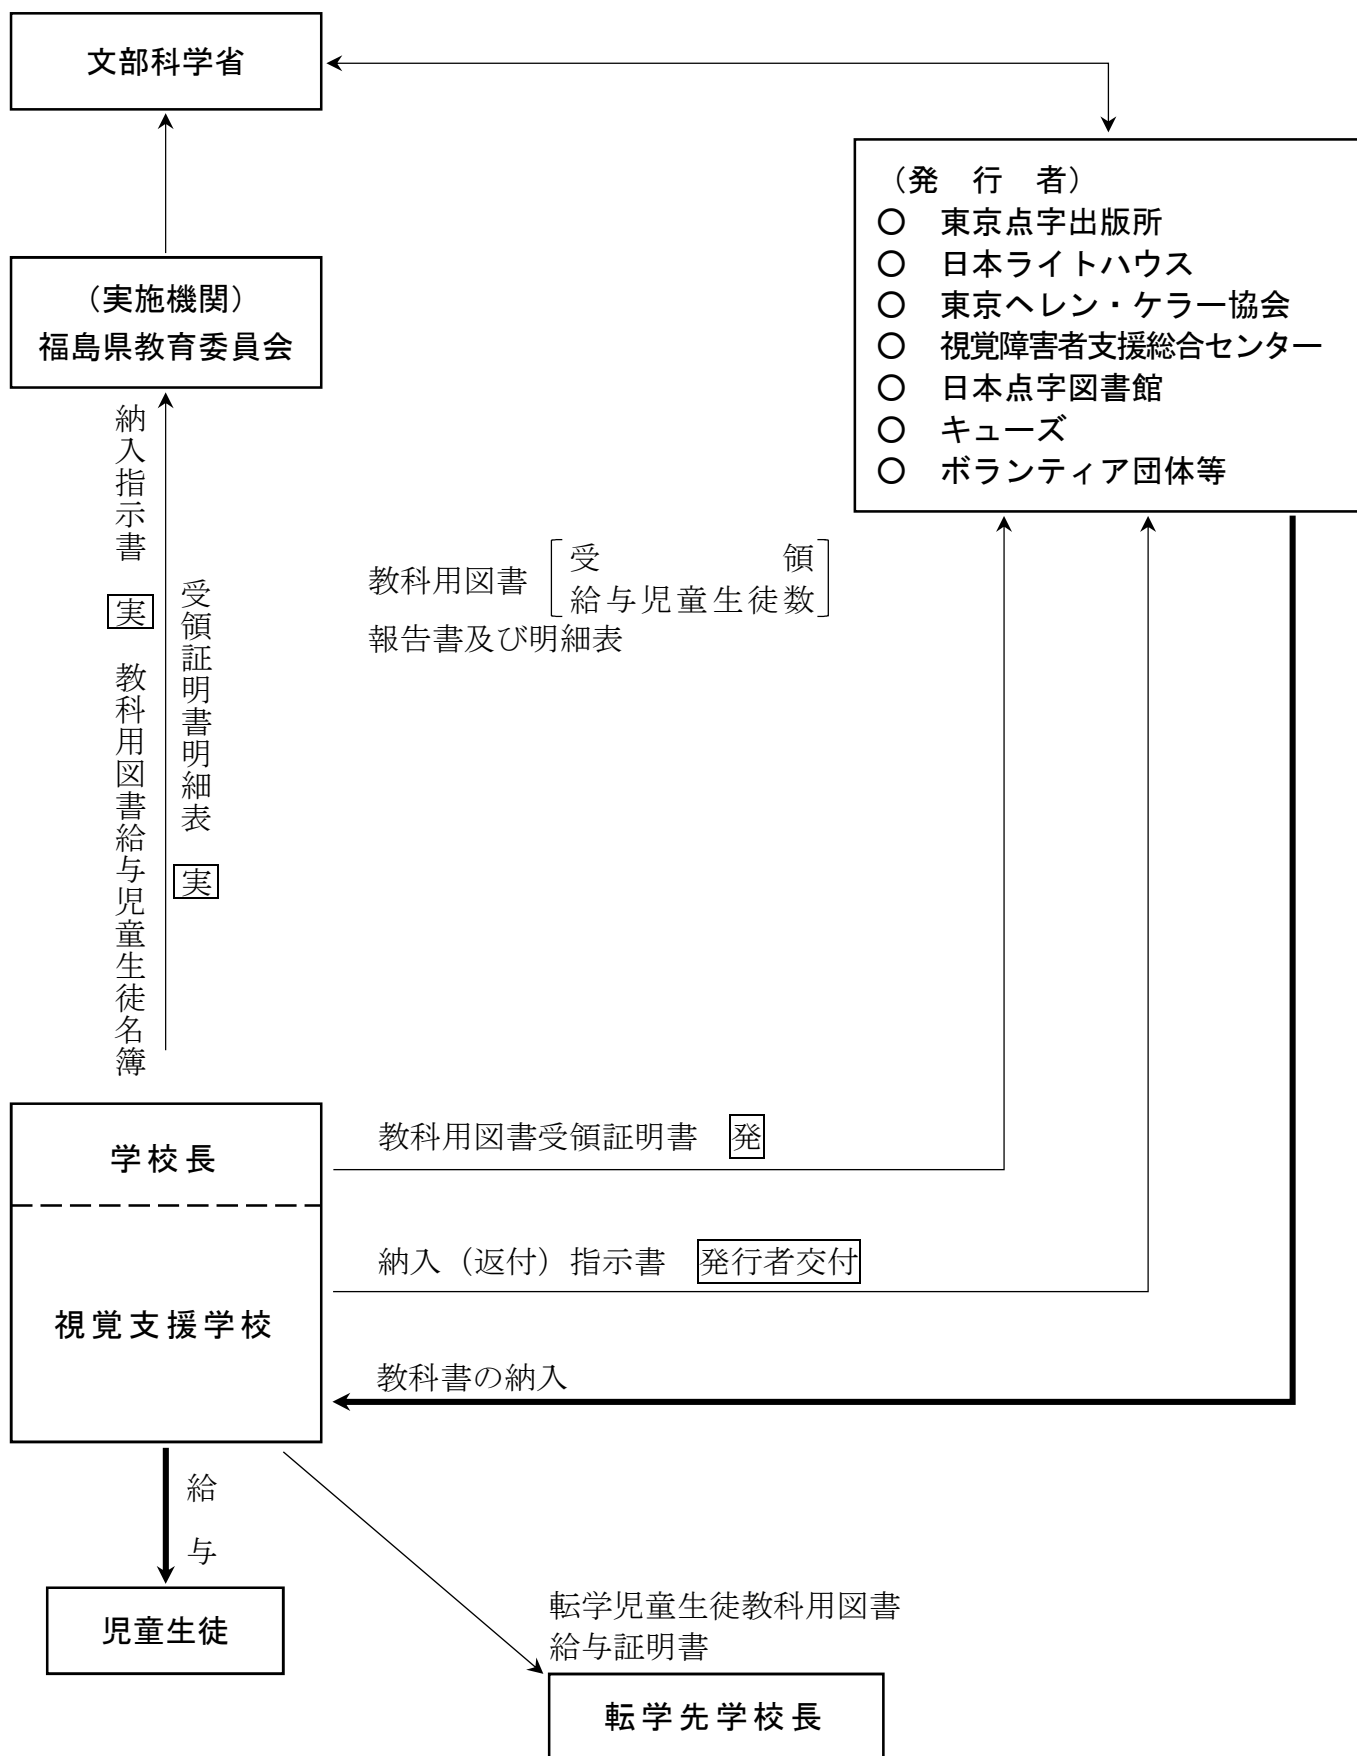 文部科学省
（発　行　者）
○　東京点字出版所
○　日本ライトハウス
○　東京ヘレン・ケラー協会
○　視覚障害者支援総合センター
○　日本点字図書館
○　キューズ
○　ボランティア団体等
（実施機関）
福島県教育委員会
納入指示書　実　教科用図書給与児童生徒名簿
受領証明書明細表　実
教科用図書
受　領
給与児童生徒数
報告書及び明細表
学校長
教科用図書受領証明書　発
納入（返付）指示書　発行者交付
視覚支援学校
教科書の納入
給与
児童生徒
転学児童生徒教科用図書
給与証明書
転学先学校長